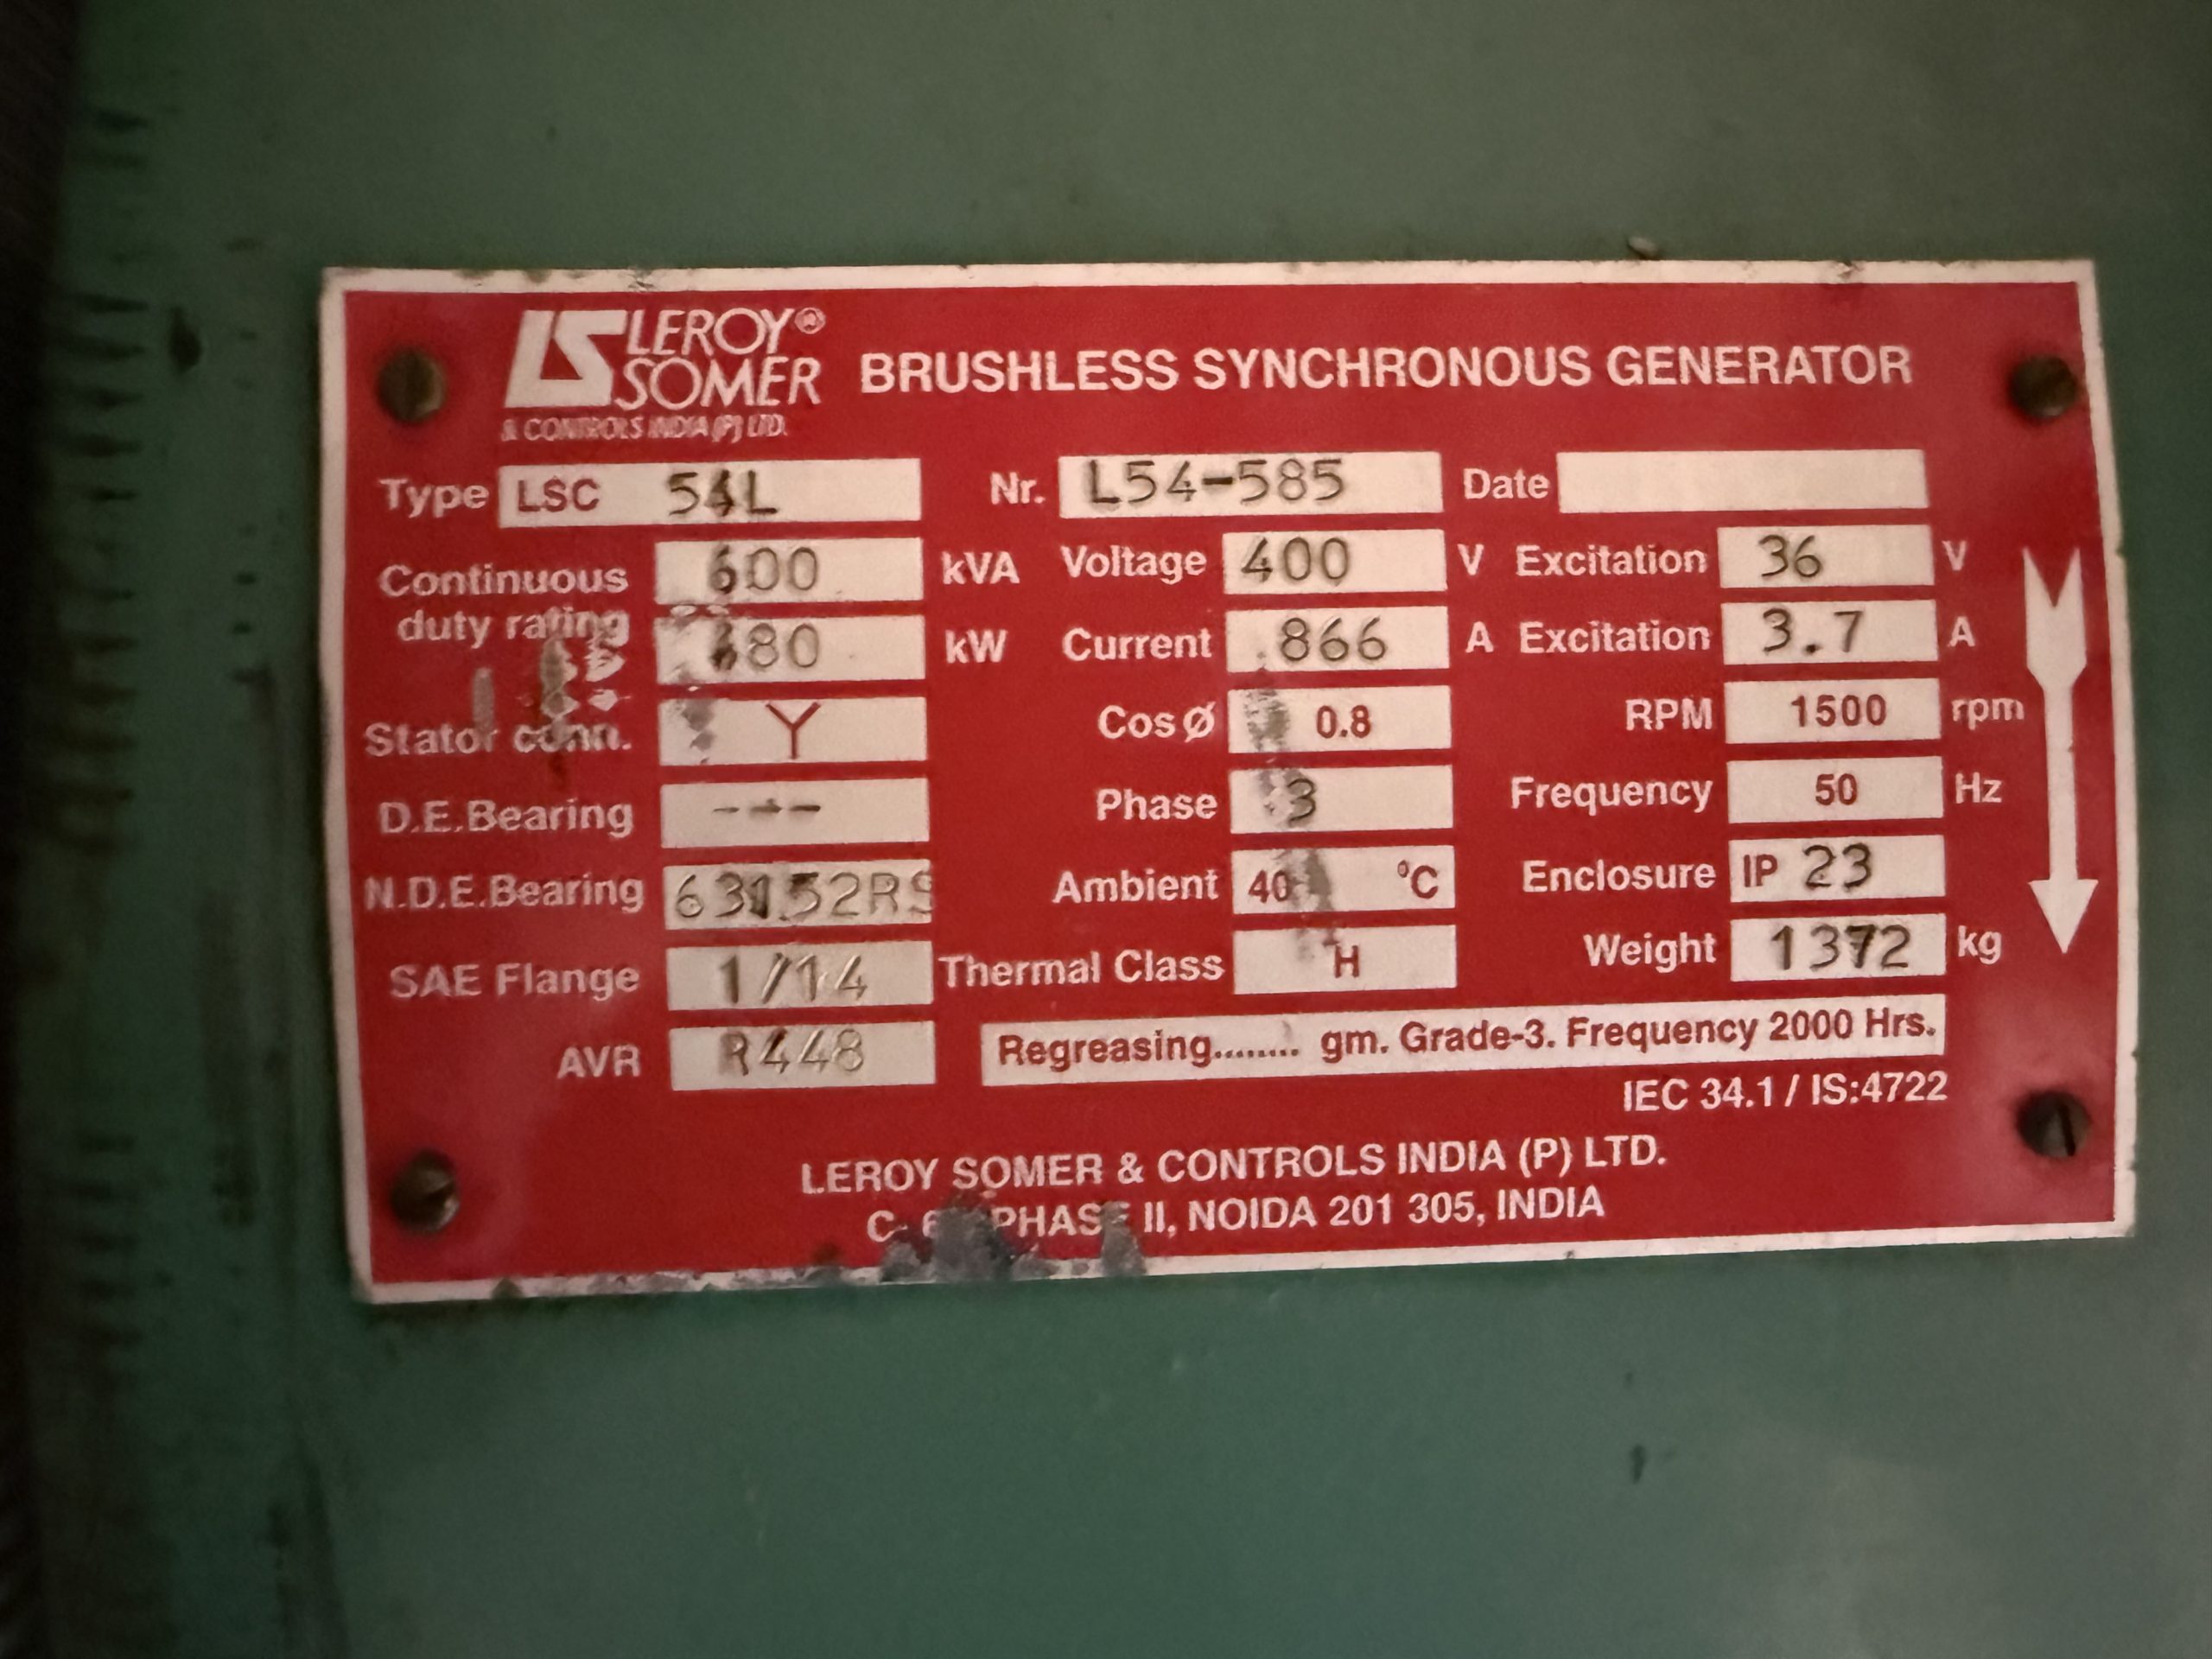 LS LEROY® SOMER
& CONTROLS INDIA (P) LTD.
BRUSHLESS SYNCHRONOUS GENERATOR
Type LSC 54L Nr. L54-585 Date
Continuous duty rating 600 kVA Voltage 400 V Excitation 36 V
480 kW Current 866 A Excitation 3.7 A
Stator conn. Y Cos Ø 0.8 RPM 1500 rpm
D.E.Bearing --- Phase 3 Frequency 50 Hz
N.D.E.Bearing 63152RS Ambient 40 °C Enclosure IP 23
SAE Flange 1/14 Thermal Class H Weight 1372 kg
AVR R448 Regreasing........ gm. Grade-3. Frequency 2000 Hrs.
IEC 34.1 / IS:4722
LEROY SOMER & CONTROLS INDIA (P) LTD.
PHASE II, NOIDA 201 305, INDIA